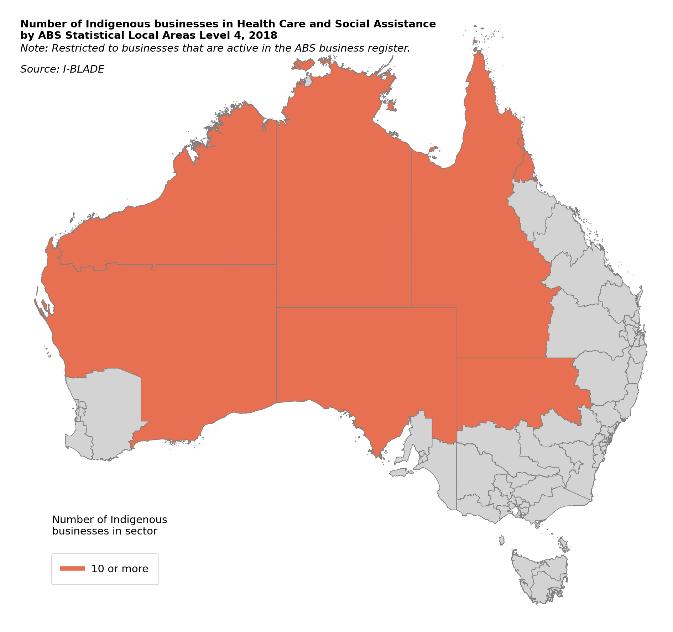 Number of Indigenous businesses in Health Care and Social Assistance
by ABS Statistical Local Areas Level 4, 2018
Note: Restricted to businesses that are active in the ABS business register.
Source: I-BLADE
Number of Indigenous
businesses in sector
10 or more